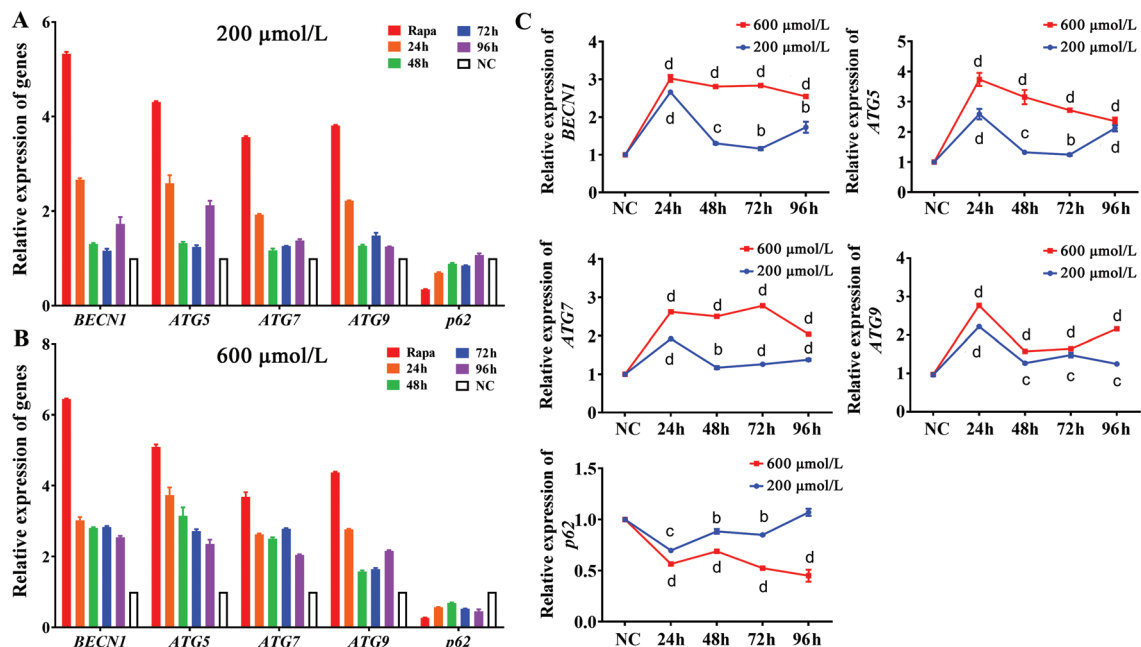 A
200 μmol/L
Relative expression of genes
Rapa
24h
48h
72h
96h
NC
6
4
2
0
BECN1 ATG5 ATG7 ATG9 p62
B
600 μmol/L
Relative expression of genes
Rapa
24h
48h
72h
96h
NC
8
6
4
2
0
BECN1 ATG5 ATG7 ATG9 p62
C
600 μmol/L
200 μmol/L
Relative expression of
BECN1
4
3
2
1
0
d d d d
b
d c b
NC 24h 48h 72h 96h
600 μmol/L
200 μmol/L
Relative expression of
ATG5
5
4
3
2
1
0
d d d d
d c b d
NC 24h 48h 72h 96h
600 μmol/L
200 μmol/L
Relative expression of
ATG7
4
3
2
1
0
d d d d
d b d d
NC 24h 48h 72h 96h
600 μmol/L
200 μmol/L
Relative expression of
ATG9
4
3
2
1
0
d d d d
d c c c
NC 24h 48h 72h 96h
600 μmol/L
200 μmol/L
Relative expression of
p62
1.5
1.0
0.5
0.0
c b b
d d d d
NC 24h 48h 72h 96h